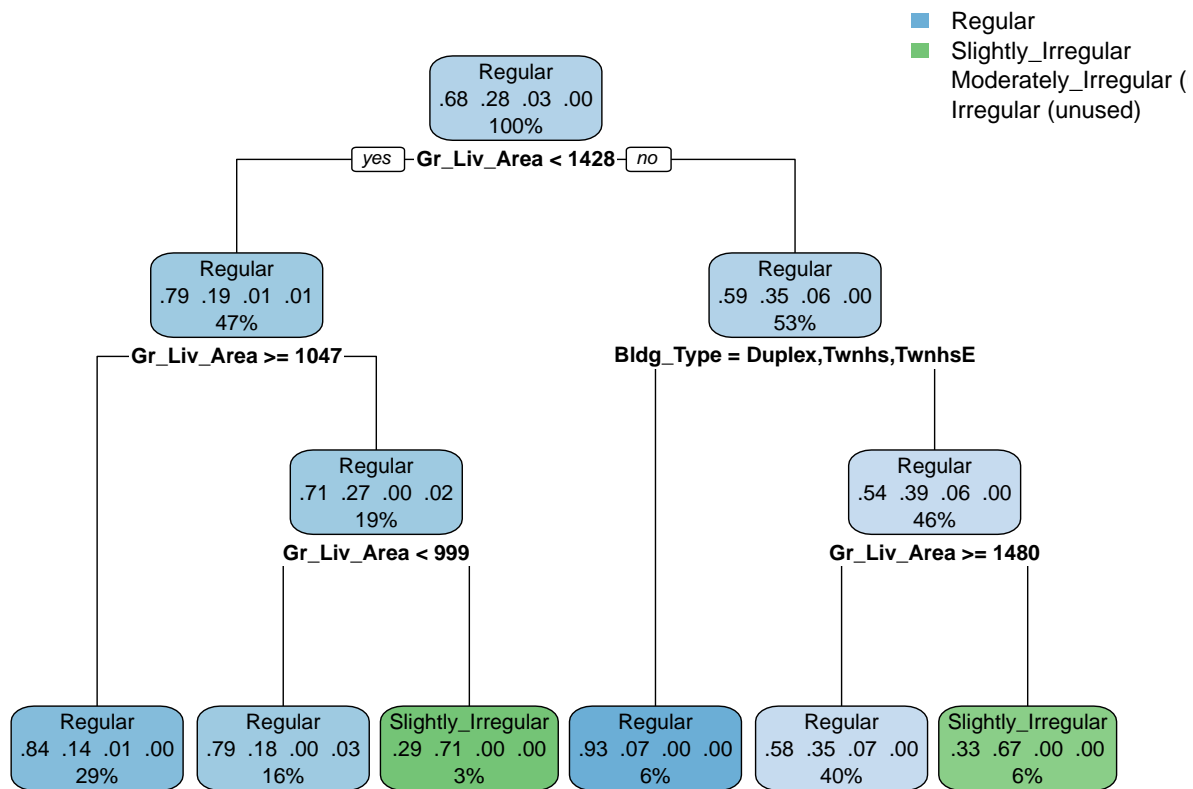 Regular
Slightly_Irregular
Moderately_Irregular (
Irregular (unused)
Regular
.68 .28 .03 .00
100%
yes Gr_Liv_Area < 1428 no
Regular
.79 .19 .01 .01
47%
Regular
.59 .35 .06 .00
53%
Gr_Liv_Area >= 1047
Bldg_Type = Duplex,Twnhs,TwnhsE
Regular
.71 .27 .00 .02
19%
Regular
.54 .39 .06 .00
46%
Gr_Liv_Area < 999
Gr_Liv_Area >= 1480
Regular
.84 .14 .01 .00
29%
Regular
.79 .18 .00 .03
16%
Slightly_Irregular
.29 .71 .00 .00
3%
Regular
.93 .07 .00 .00
6%
Regular
.58 .35 .07 .00
40%
Slightly_Irregular
.33 .67 .00 .00
6%